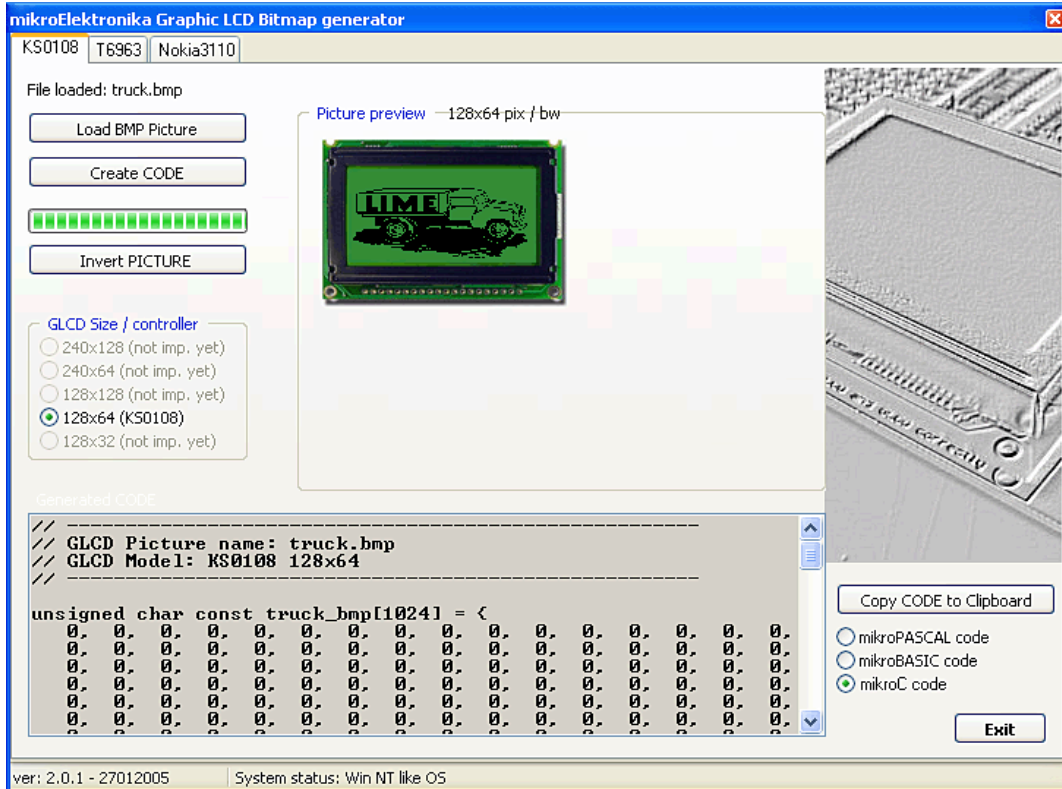 mikroElektronika Graphic LCD Bitmap generator
KS0108 T6963 Nokia3110
File loaded: truck.bmp
Load BMP Picture
Create CODE
Invert PICTURE
GLCD Size / controller
240x128 (not imp. yet)
240x64 (not imp. yet)
128x128 (not imp. yet)
128x64 (KS0108)
128x32 (not imp. yet)
Picture preview 128x64 pix / bw
LIME
Generated CODE
// --------------------------------------------------------
// GLCD Picture name: truck.bmp
// GLCD Model: KS0108 128x64
// --------------------------------------------------------
unsigned char const truck_bmp[1024] = {
0, 0, 0, 0, 0, 0, 0, 0, 0, 0, 0, 0, 0, 0, 0, 0,
0, 0, 0, 0, 0, 0, 0, 0, 0, 0, 0, 0, 0, 0, 0, 0,
0, 0, 0, 0, 0, 0, 0, 0, 0, 0, 0, 0, 0, 0, 0, 0,
0, 0, 0, 0, 0, 0, 0, 0, 0, 0, 0, 0, 0, 0, 0, 0,
0, 0, 0, 0, 0, 0, 0, 0, 0, 0, 0, 0, 0, 0, 0, 0,
0, 0, 0, 0, 0, 0, 0, 0, 0, 0, 0, 0, 0, 0, 0, 0,
Copy CODE to Clipboard
mikroPASCAL code
mikroBASIC code
mikroC code
Exit
ver: 2.0.1 - 27012005 System status: Win NT like OS